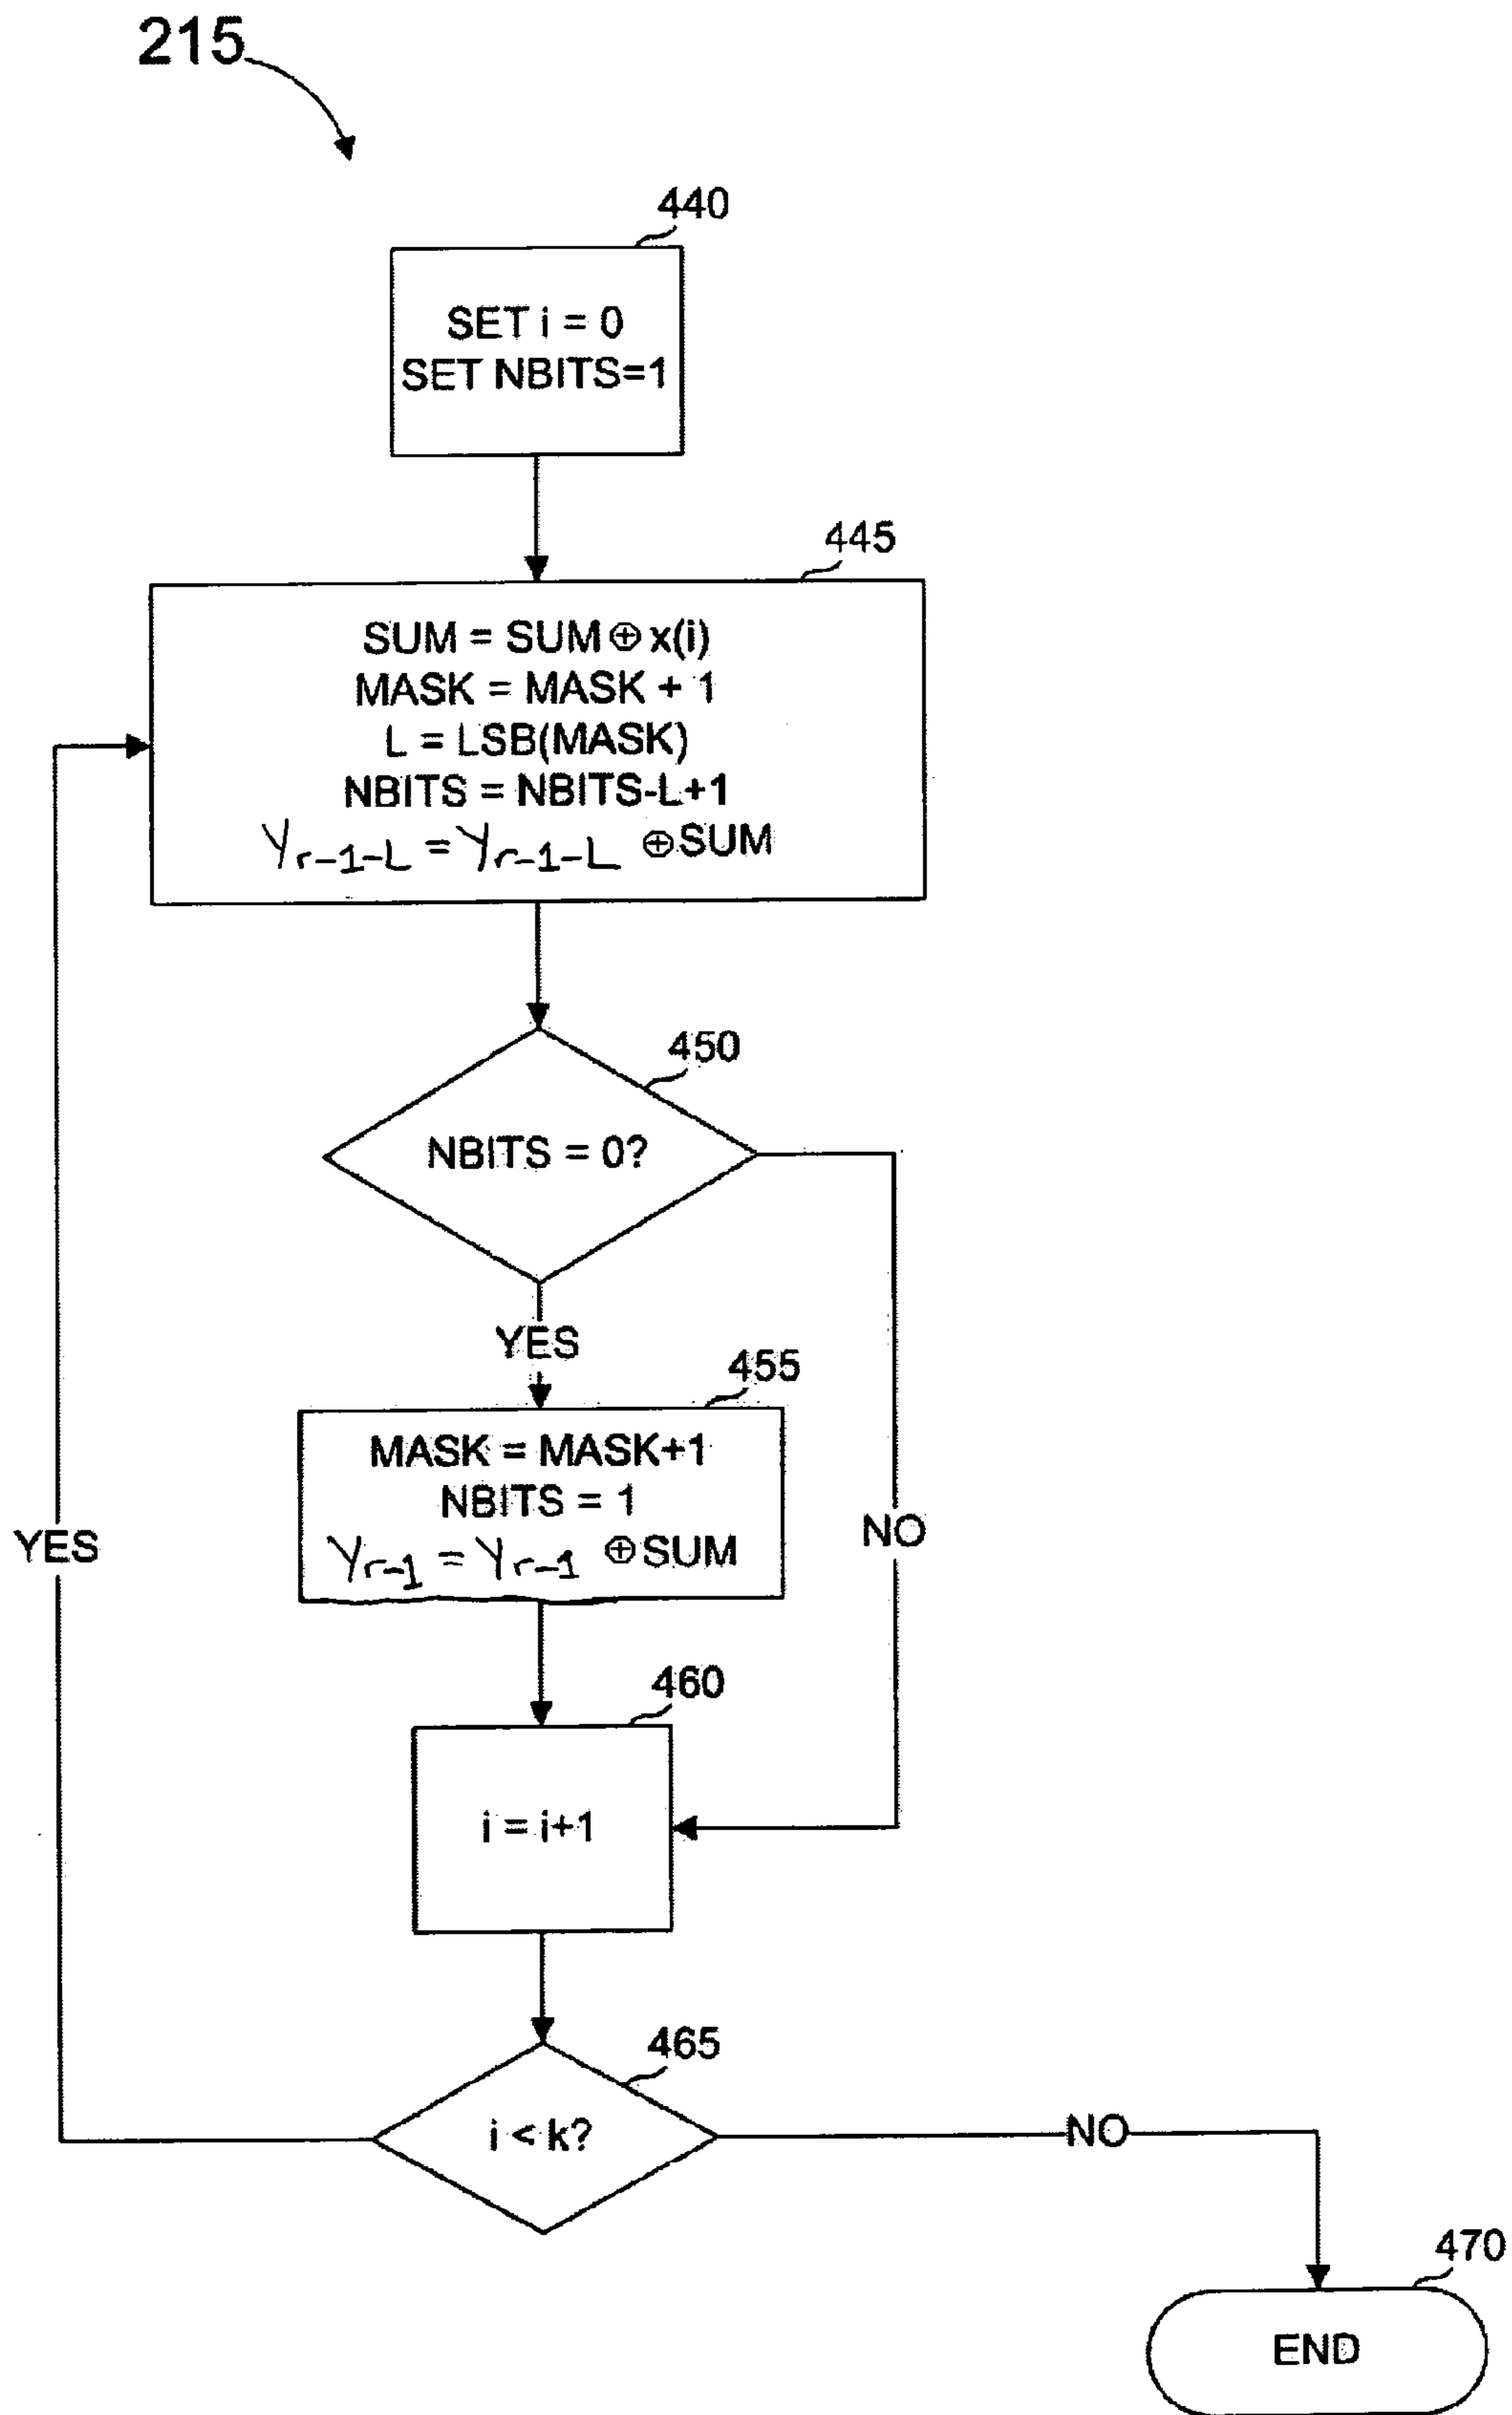 215
440
SET i = 0
SET NBITS=1
445
SUM = SUM ⊕ x(i)
MASK = MASK + 1
L = LSB(MASK)
NBITS = NBITS-L+1
Yr-1-L = Yr-1-L ⊕ SUM
450
NBITS = 0?
YES
NO
455
MASK = MASK+1
NBITS = 1
Yr-1 = Yr-1 ⊕ SUM
YES
460
i = i+1
465
i < k?
NO
470
END